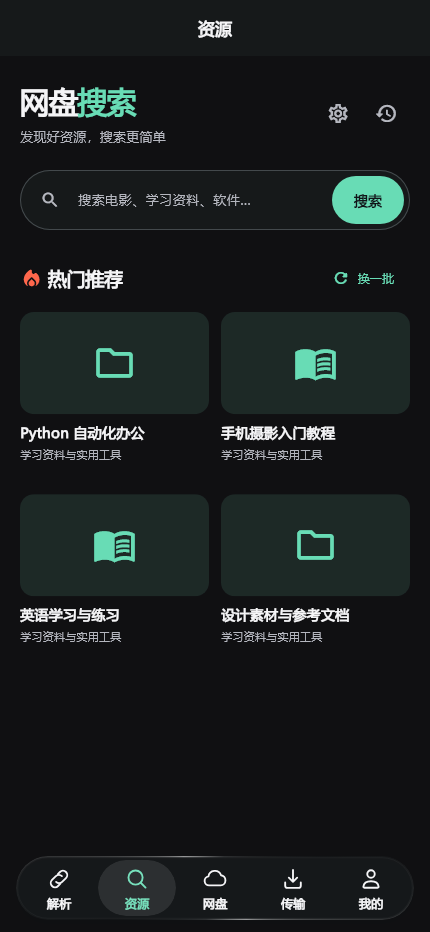 资源
网盘搜索
发现好资源，搜索更简单
搜索电影、学习资料、软件...
搜索
热门推荐
换一批
Python 自动化办公
学习资料与实用工具
手机摄影入门教程
学习资料与实用工具
英语学习与练习
学习资料与实用工具
设计素材与参考文档
学习资料与实用工具
解析
资源
网盘
传输
我的